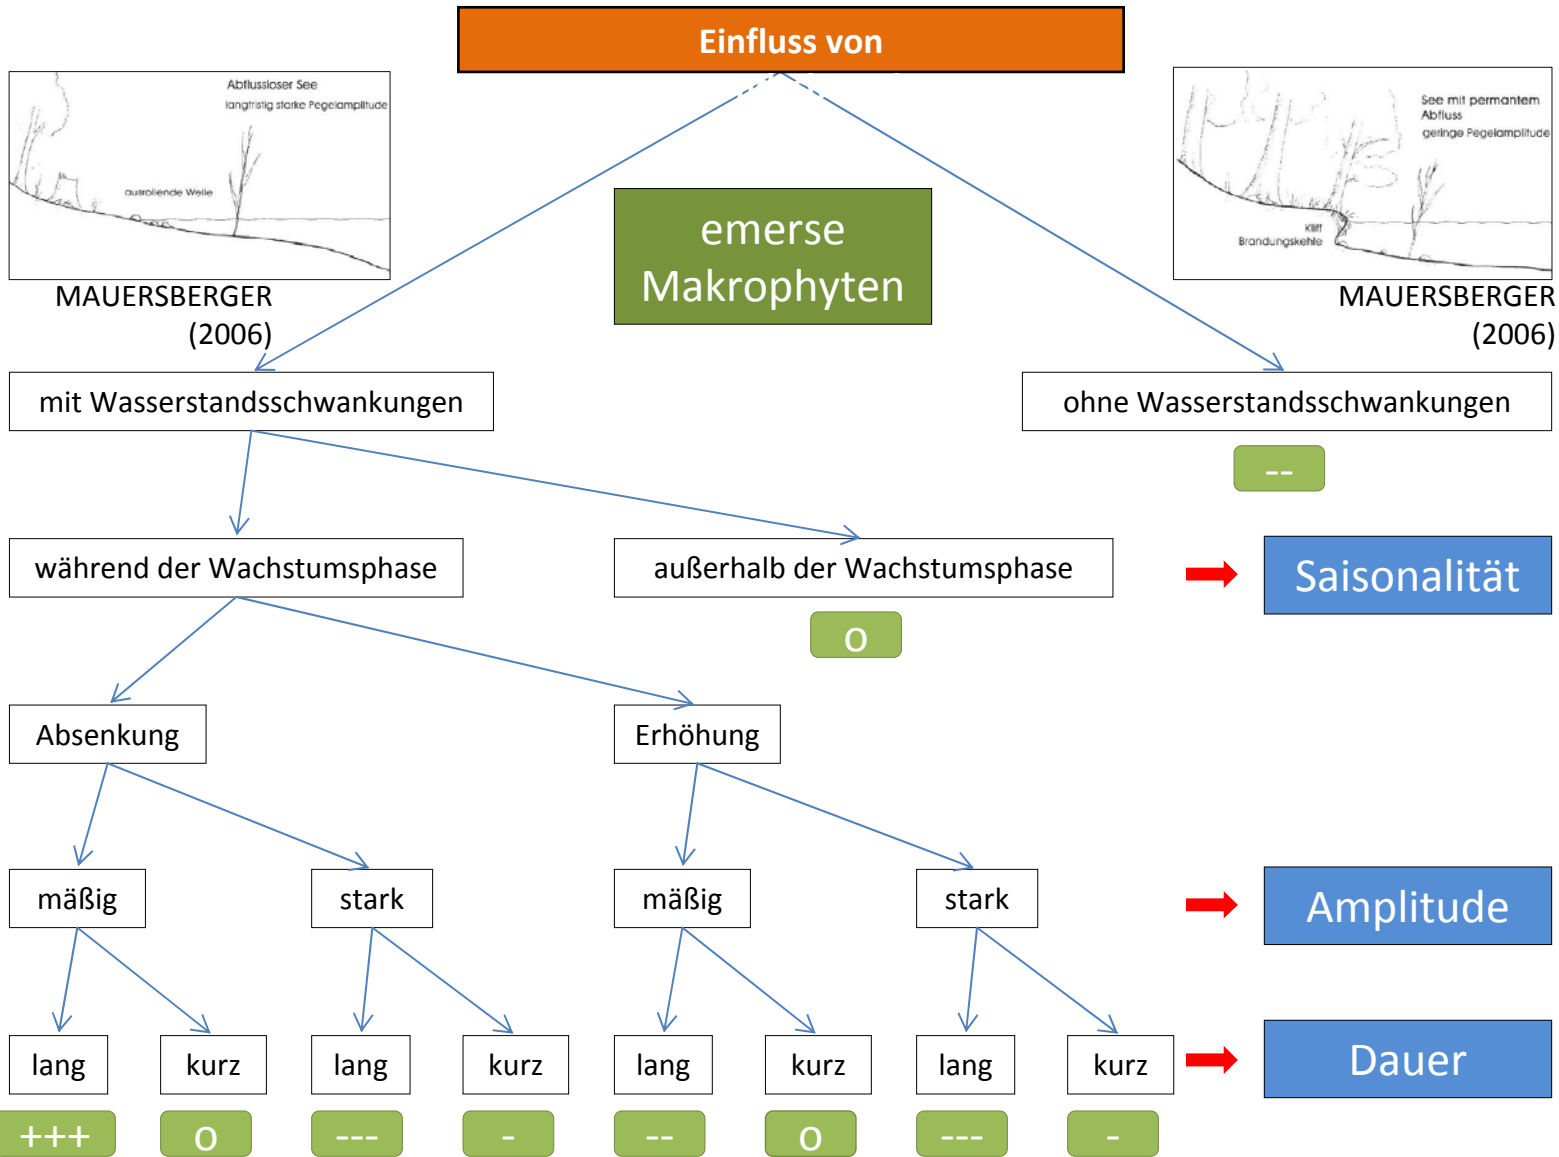 Einfluss von
Abflussloser See
langfristig starke Pegelamplitude
ausrollende Welle
MAUERSBERGER
(2006)
emerse
Makrophyten
See mit permantem
Abfluss
geringe Pegelamplitude
Kliff
Brandungskehle
MAUERSBERGER
(2006)
mit Wasserstandsschwankungen
ohne Wasserstandsschwankungen
--
während der Wachstumsphase
außerhalb der Wachstumsphase
Saisonalität
o
Absenkung
Erhöhung
mäßig
stark
mäßig
stark
Amplitude
lang
kurz
lang
kurz
lang
kurz
lang
kurz
Dauer
+++
o
---
-
--
o
---
-